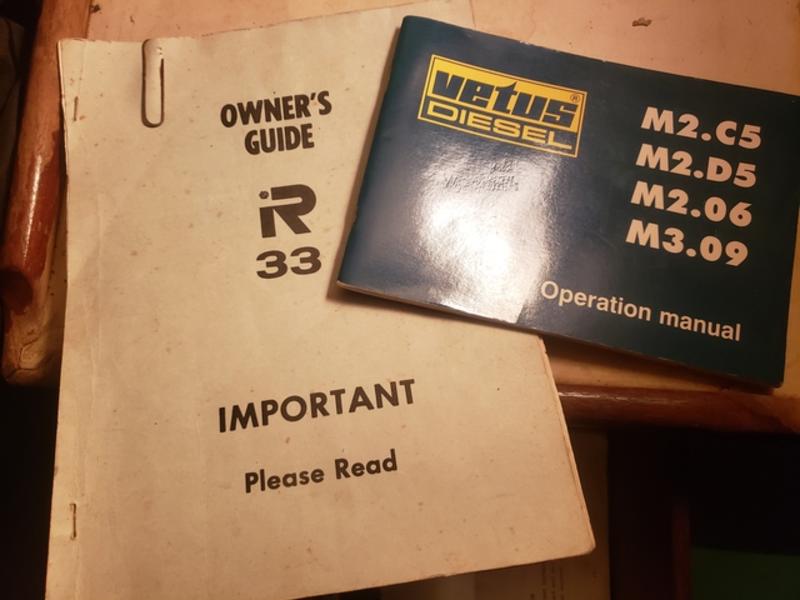 OWNER'S
GUIDE
R
33
IMPORTANT
Please Read
vetus®
DIESEL
M2.C5
M2.D5
M2.06
M3.09
Operation manual